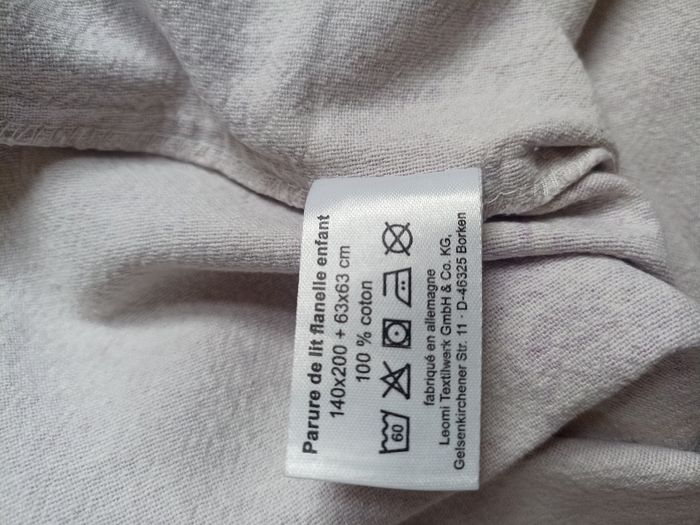 Parure de lit flanelle enfant
140x200 + 63x63 cm
100 % coton
60
fabriqué en allemagne
Leomi Textilwerk GmbH & Co. KG,
Gelsenkirchener Str. 11 · D-46325 Borken